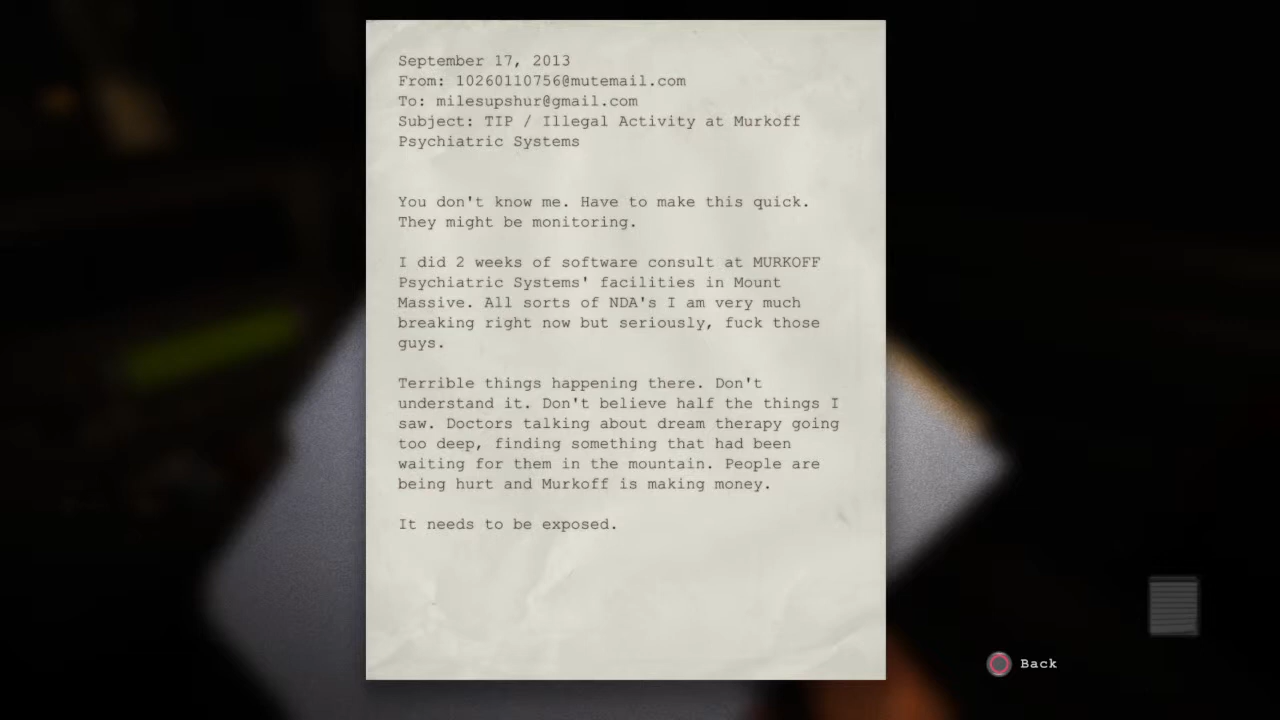 September 17, 2013
From: 10260110756@mutemail.com
To: milesupshur@gmail.com
Subject: TIP / Illegal Activity at Murkoff
Psychiatric Systems
You don't know me. Have to make this quick.
They might be monitoring.
I did 2 weeks of software consult at MURKOFF
Psychiatric Systems' facilities in Mount
Massive. All sorts of NDA's I am very much
breaking right now but seriously, fuck those
guys.
Terrible things happening there. Don't
understand it. Don't believe half the things I
saw. Doctors talking about dream therapy going
too deep, finding something that had been
waiting for them in the mountain. People are
being hurt and Murkoff is making money.
It needs to be exposed.
Back